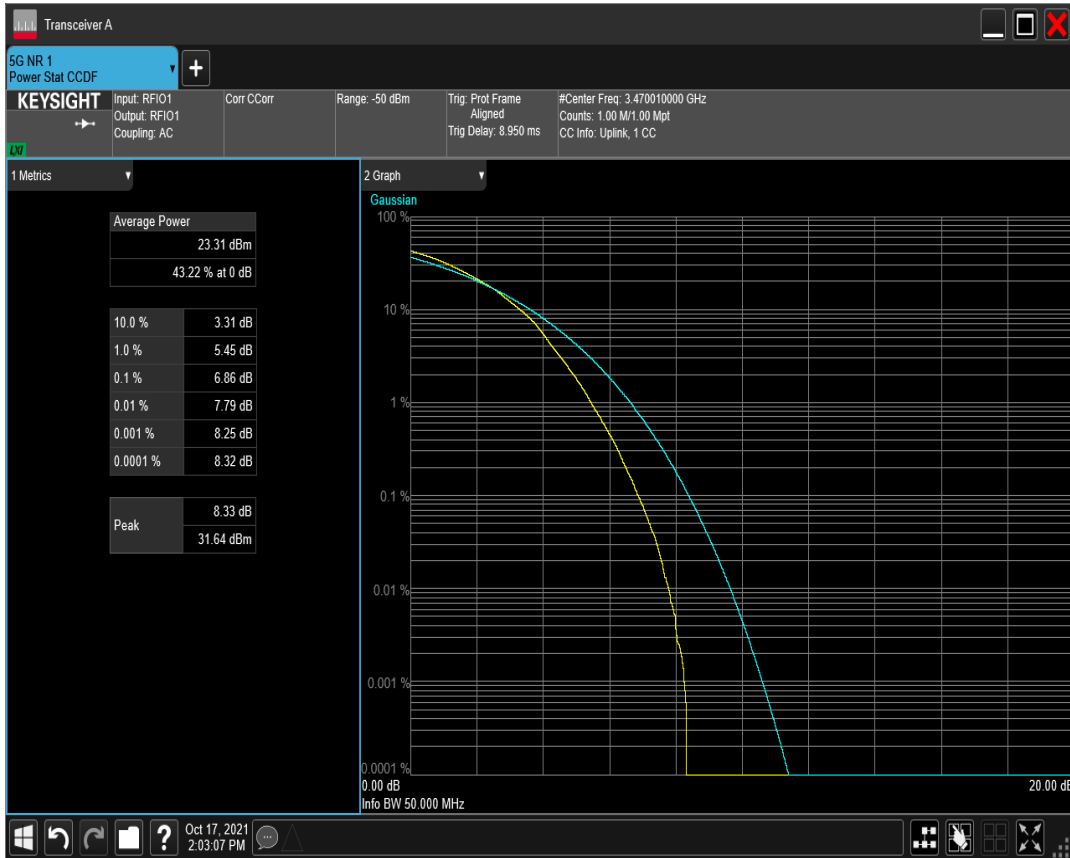 Transceiver A
5G NR 1
Power Stat CCDF
KEYSIGHT
LXI
Input: RFIO1
Output: RFIO1
Coupling: AC
Corr CCorr
Range: -50 dBm
Trig: Prot Frame
Aligned
Trig Delay: 8.950 ms
#Center Freq: 3.470010000 GHz
Counts: 1.00 M/1.00 Mpt
CC Info: Uplink, 1 CC
1 Metrics
Average Power
23.31 dBm
43.22 % at 0 dB
10.0 % 3.31 dB
1.0 % 5.45 dB
0.1 % 6.86 dB
0.01 % 7.79 dB
0.001 % 8.25 dB
0.0001 % 8.32 dB
Peak
8.33 dB
31.64 dBm
2 Graph
Gaussian
100 %
10 %
1 %
0.1 %
0.01 %
0.001 %
0.0001 %
0.00 dB
20.00 dB
Info BW 50.000 MHz
Oct 17, 2021
2:03:07 PM